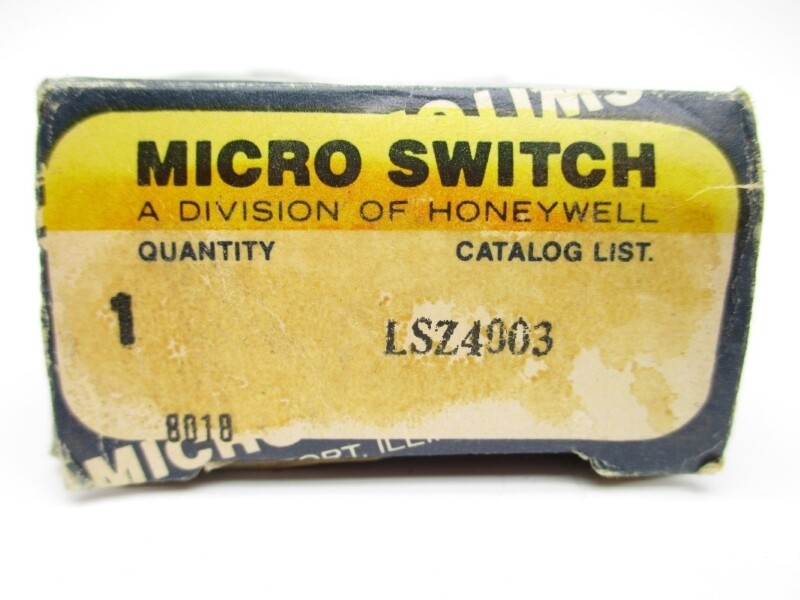 MICRO SWITCH
A DIVISION OF HONEYWELL
QUANTITY CATALOG LIST.
1 LSZ4003
8018